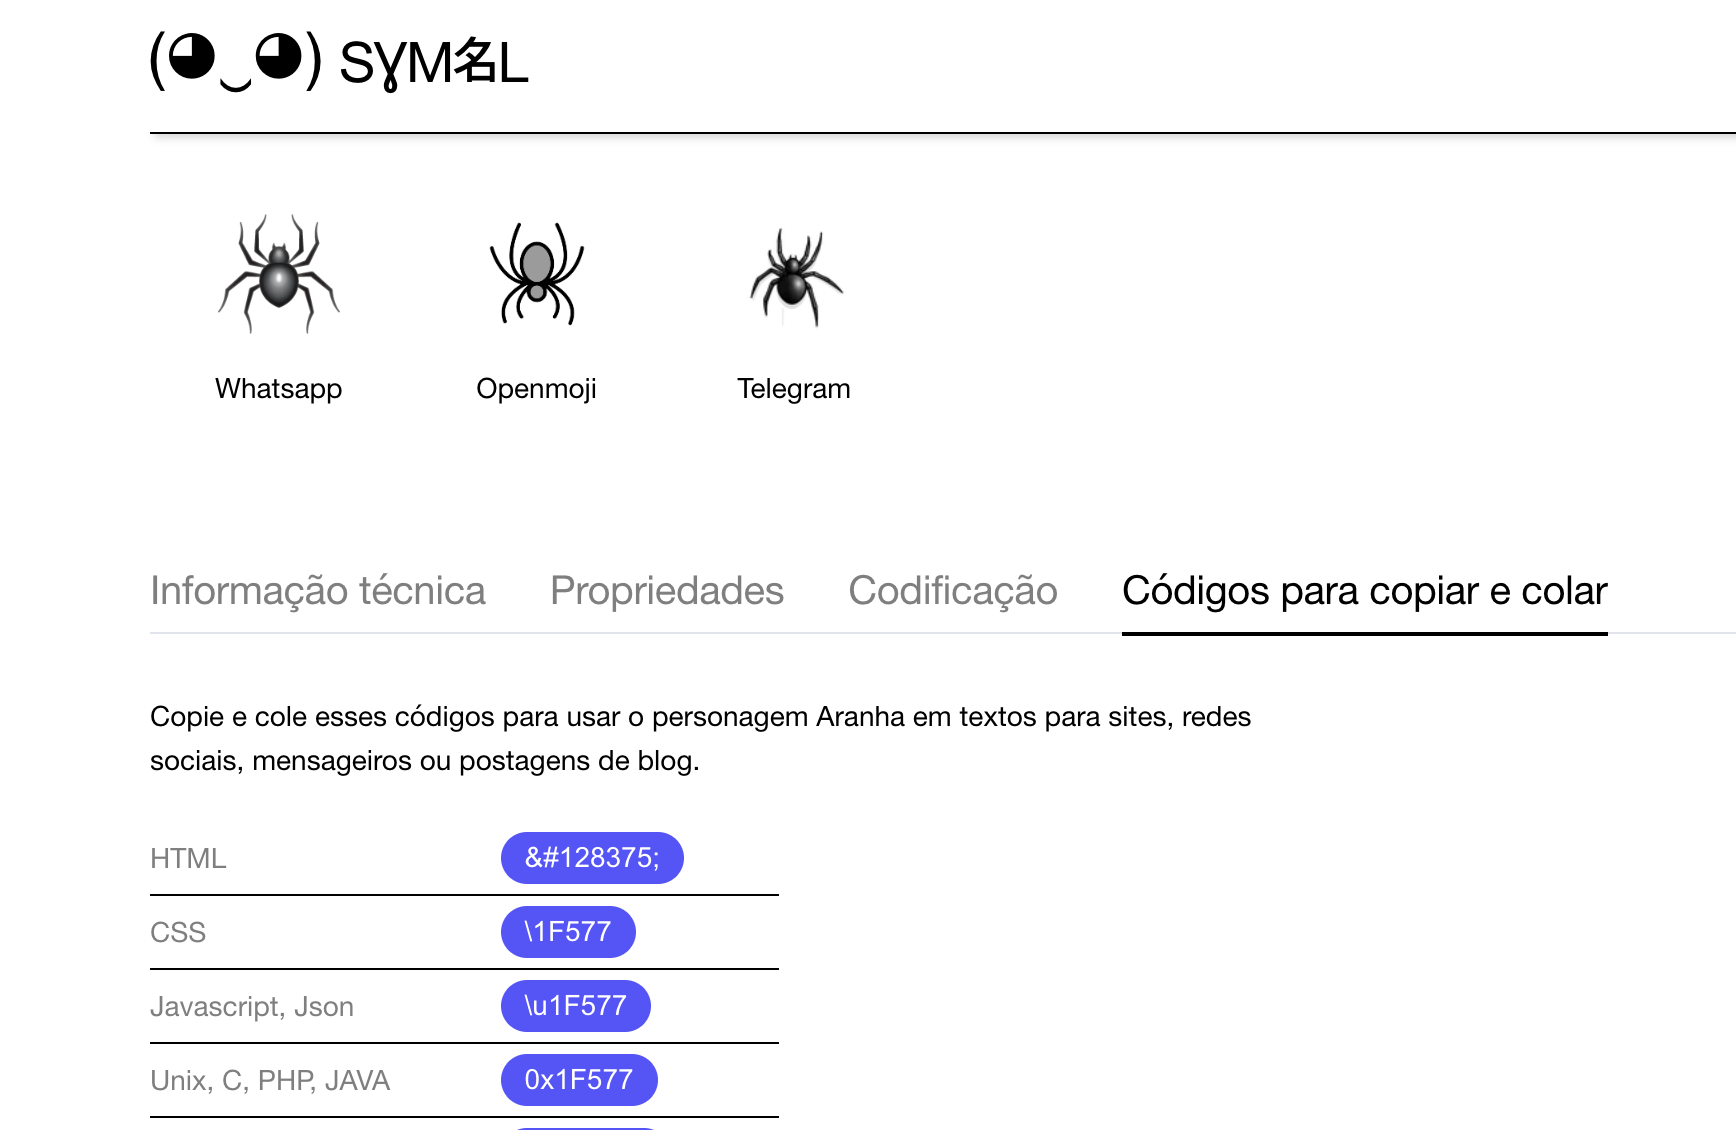 (◕‿◕) SɣM名L
Whatsapp Openmoji Telegram
Informação técnica Propriedades Codificação Códigos para copiar e colar
Copie e cole esses códigos para usar o personagem Aranha em textos para sites, redes
sociais, mensageiros ou postagens de blog.
HTML &#128375;
CSS \1F577
Javascript, Json \u1F577
Unix, C, PHP, JAVA 0x1F577